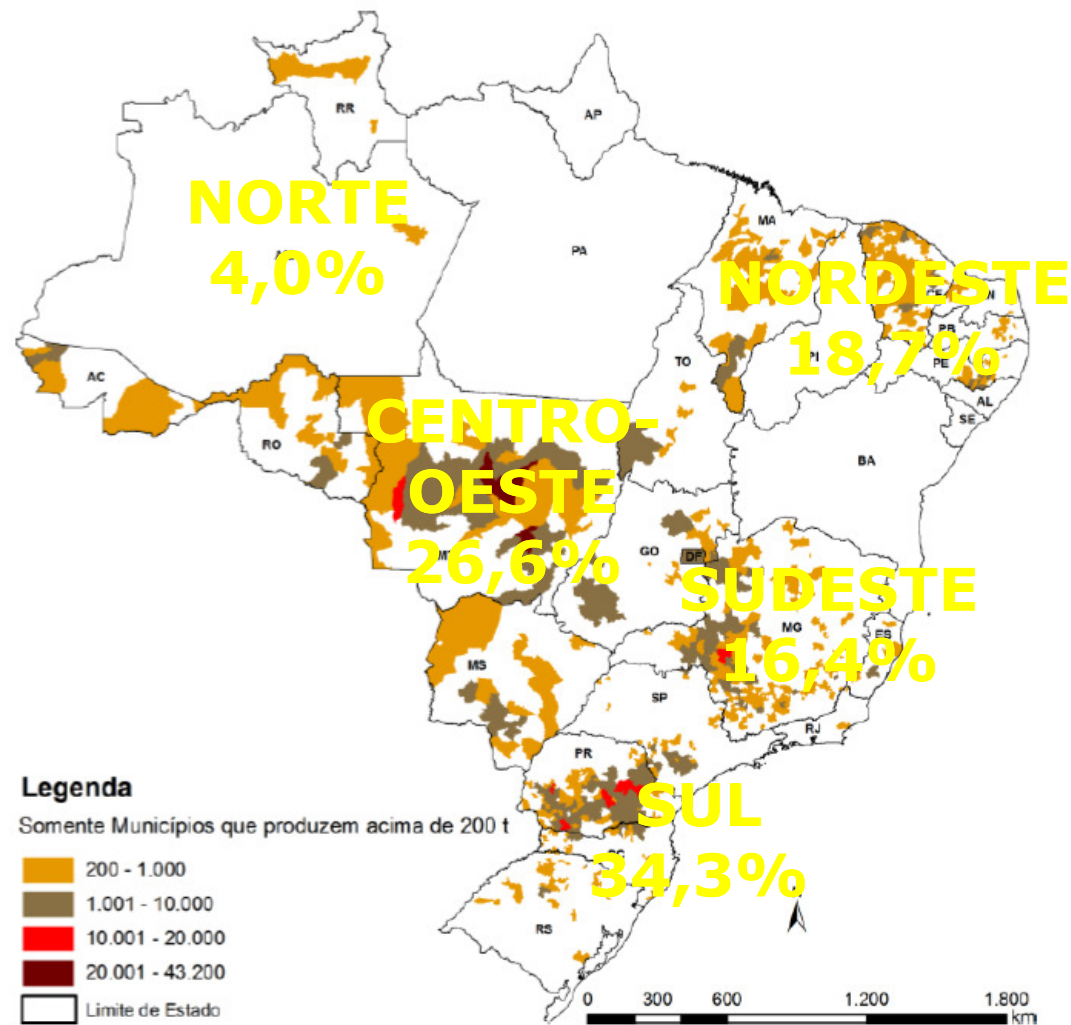 RR
AP
NORTE
4,0%
PA
MA
NORDESTE
18,7%
CE
PB
PI
PE
TO
AL
SE
AC
CENTRO-
RO
BA
OESTE
26,6%
GO
DF
SUDESTE
16,4%
MG
ES
MS
SP
RJ
PR
SUL
34,3%
RS
Legenda
Somente Municípios que produzem acima de 200 t
200 - 1.000
1.001 - 10.000
10.001 - 20.000
20.001 - 43.200
Limite de Estado
0 300 600 1.200 1.800
km